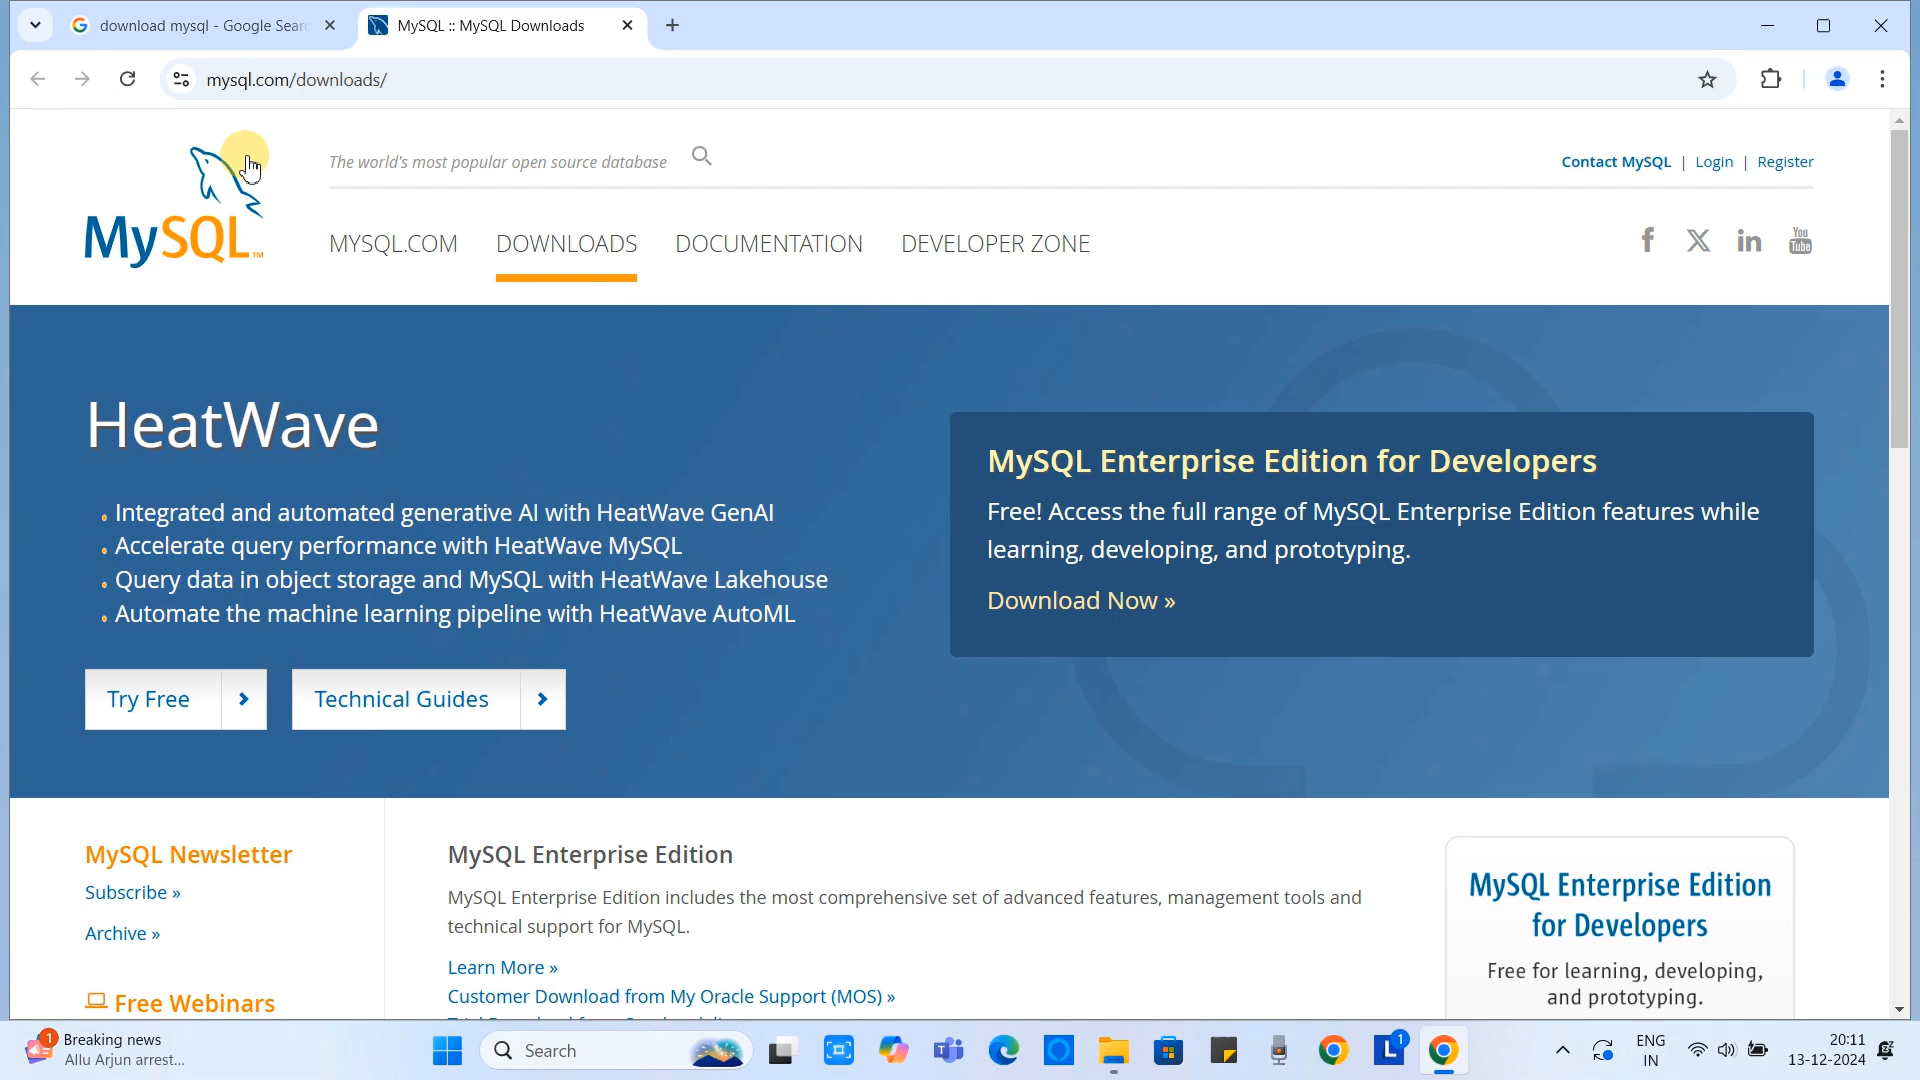 download mysql - Google Sear
MySQL :: MySQL Downloads
mysql.com/downloads/
MySQL™
The world's most popular open source database
Contact MySQL | Login | Register
MYSQL.COM
DOWNLOADS
DOCUMENTATION
DEVELOPER ZONE
You
Tube
HeatWave
Integrated and automated generative AI with HeatWave GenAI
Accelerate query performance with HeatWave MySQL
Query data in object storage and MySQL with HeatWave Lakehouse
Automate the machine learning pipeline with HeatWave AutoML
Try Free
Technical Guides
MySQL Enterprise Edition for Developers
Free! Access the full range of MySQL Enterprise Edition features while
learning, developing, and prototyping.
Download Now »
MySQL Newsletter
Subscribe »
Archive »
Free Webinars
MySQL Enterprise Edition
MySQL Enterprise Edition includes the most comprehensive set of advanced features, management tools and
technical support for MySQL.
Learn More »
Customer Download from My Oracle Support (MOS) »
MySQL Enterprise Edition
for Developers
Free for learning, developing,
and prototyping.
1
Breaking news
Allu Arjun arrest...
Search
L 1
ENG
IN
20:11
13-12-2024